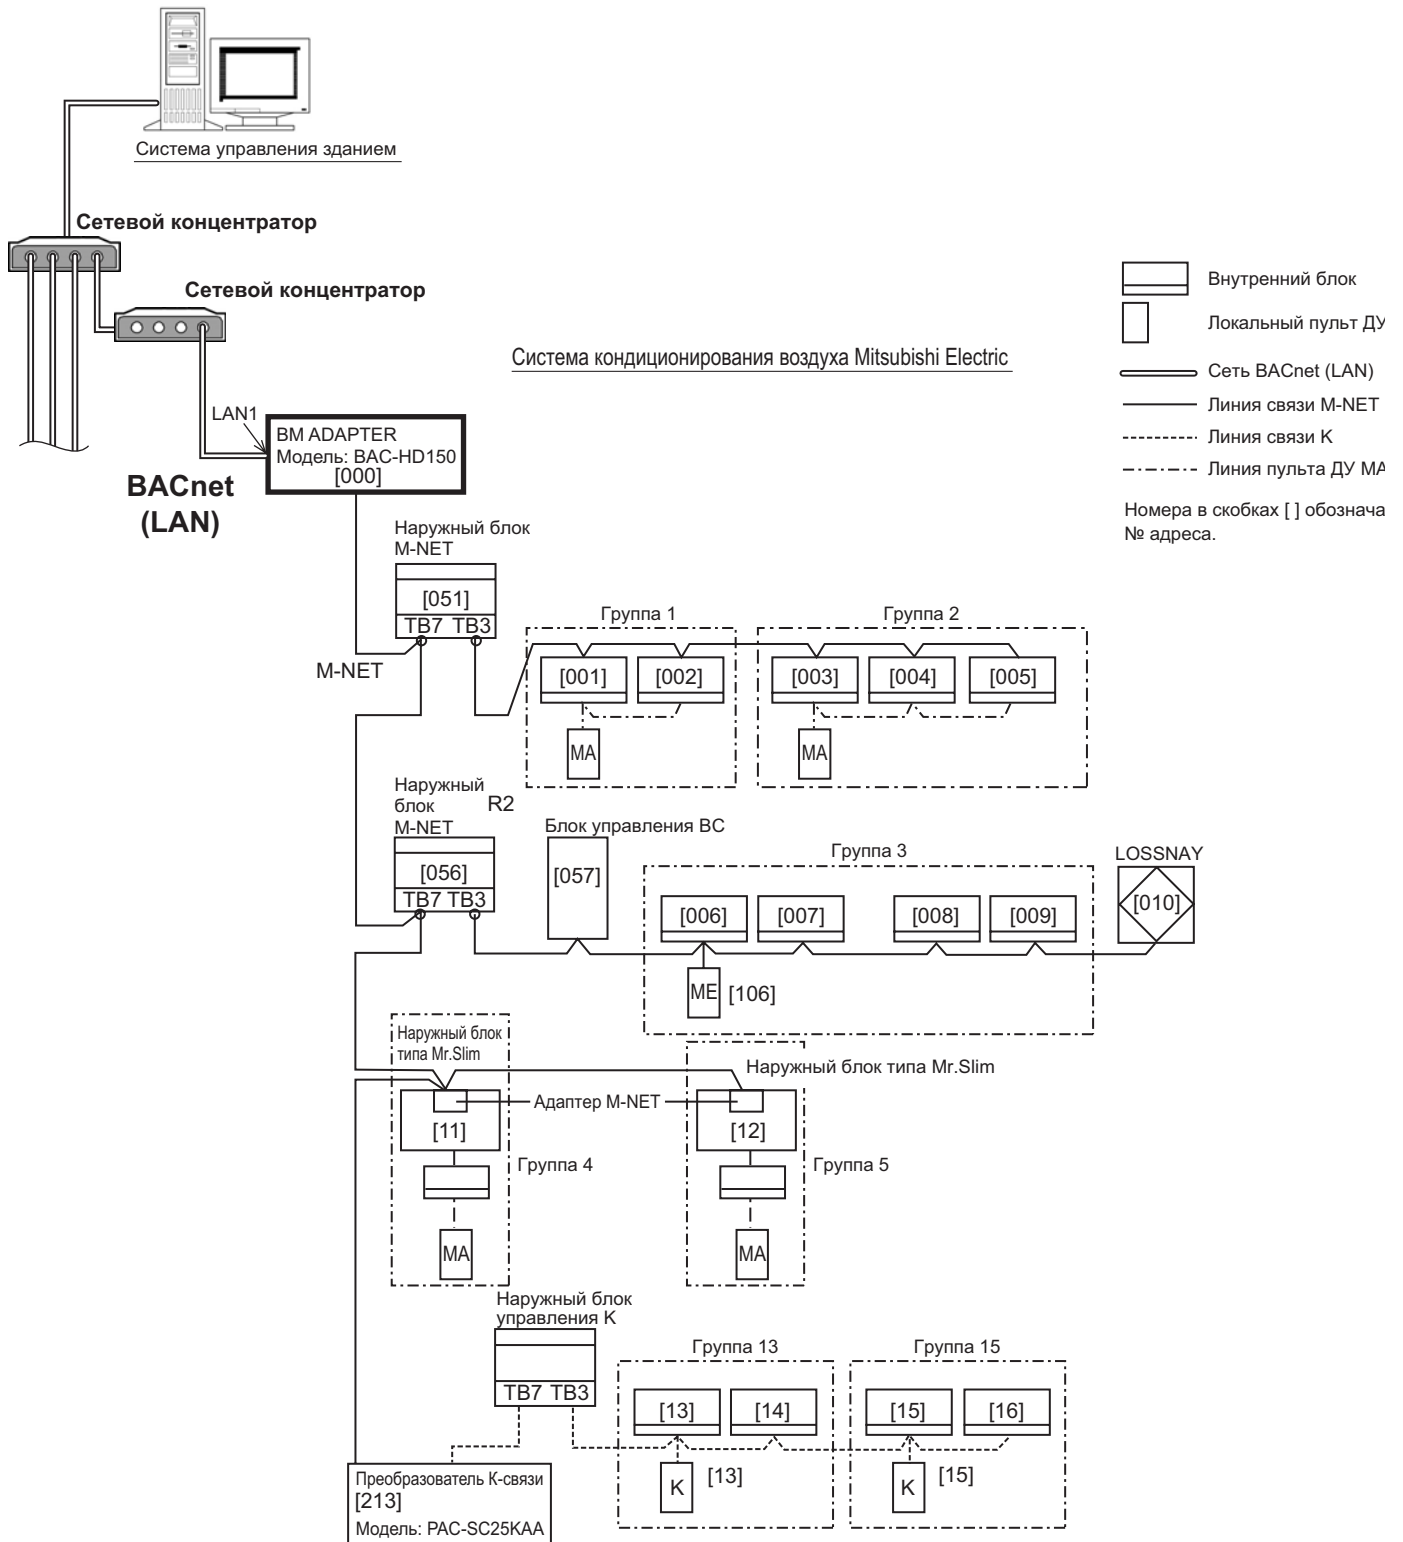 Система управления зданием
Сетевой концентратор
Сетевой концентратор
Внутренний блок
Локальный пульт ДУ
Система кондиционирования воздуха Mitsubishi Electric
Сеть BACnet (LAN)
Линия связи M-NET
Линия связи K
Линия пульта ДУ MA
Номера в скобках [ ] обознача
№ адреса.
LAN1
BM ADAPTER
Модель: BAC-HD150
[000]
BACnet
(LAN)
Наружный блок
M-NET
[051]
TB7 TB3
M-NET
Группа 1
[001] [002]
MA
Группа 2
[003] [004] [005]
MA
Наружный
блок R2
M-NET
[056]
TB7 TB3
Блок управления BC
[057]
Группа 3
[006] [007] [008] [009]
ME [106]
LOSSNAY
[010]
Наружный блок
типа Mr.Slim
Наружный блок типа Mr.Slim
Адаптер M-NET
[11]
[12]
Группа 4
Группа 5
MA
MA
Наружный блок
управления K
TB7 TB3
Группа 13
[13] [14]
K [13]
Группа 15
[15] [16]
K [15]
Преобразователь К-связи
[213]
Модель: PAC-SC25KAA